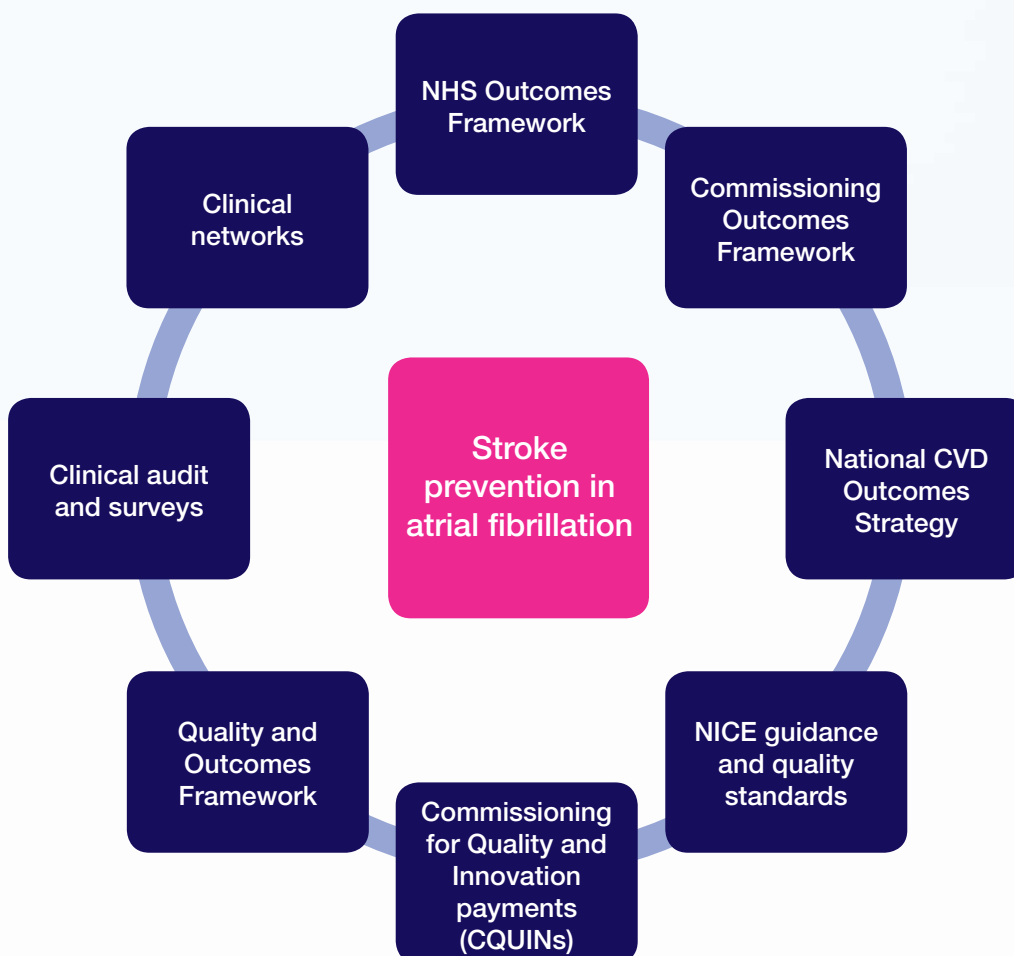 NHS Outcomes
Framework
Commissioning
Outcomes
Framework
National CVD
Outcomes
Strategy
NICE guidance
and quality
standards
Commissioning
for Quality and
Innovation
payments
(CQUINs)
Quality and
Outcomes
Framework
Clinical audit
and surveys
Clinical
networks
Stroke
prevention in
atrial fibrillation